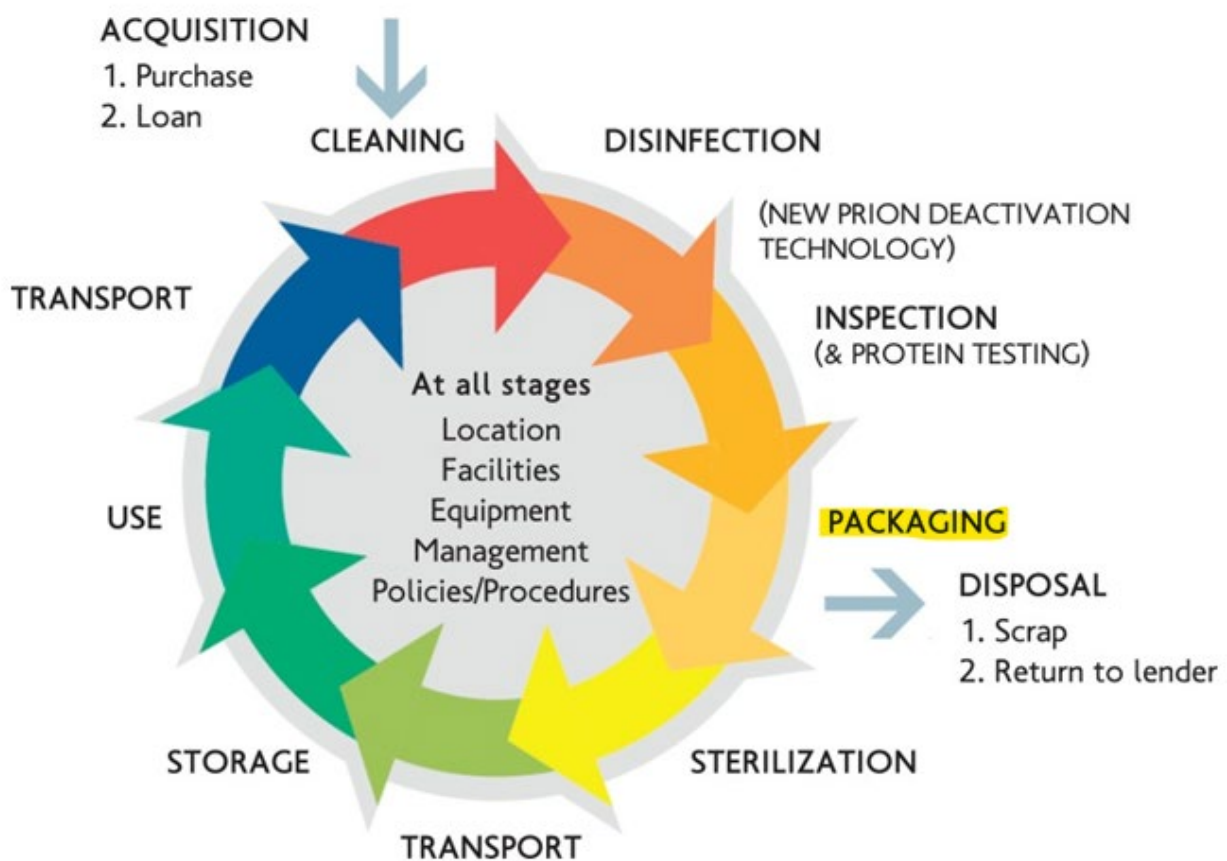 ACQUISITION
1. Purchase
2. Loan
CLEANING
DISINFECTION
(NEW PRION DEACTIVATION
TECHNOLOGY)
INSPECTION
(& PROTEIN TESTING)
PACKAGING
DISPOSAL
1. Scrap
2. Return to lender
STERILIZATION
TRANSPORT
STORAGE
USE
TRANSPORT
At all stages
Location
Facilities
Equipment
Management
Policies/Procedures